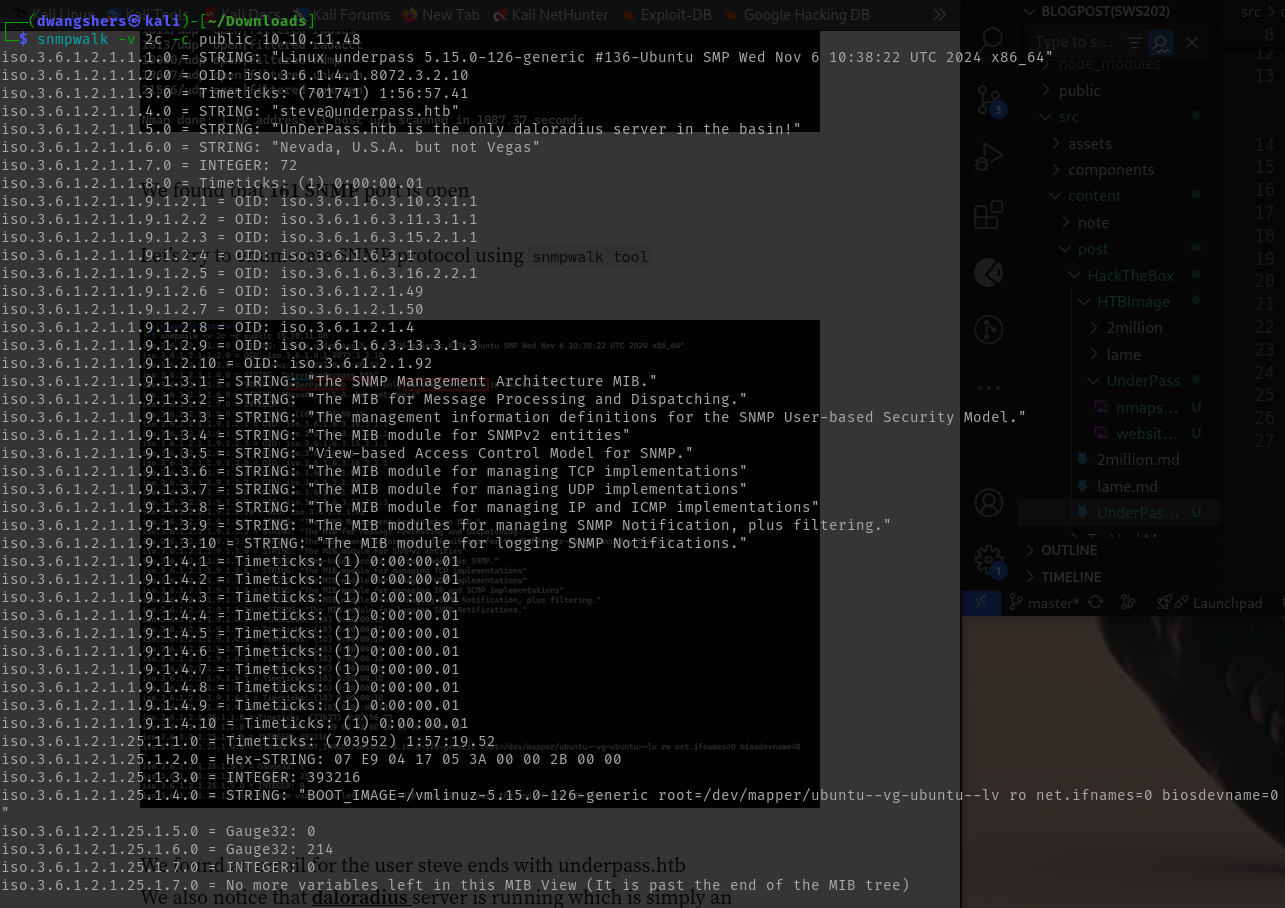 Kali Linux Kali Tools Kali Docs Kali Forums New Tab Kali NetHunter Exploit-DB Google Hacking DB
┌──(dwangshers㉿kali)-[~/Downloads]
└─$ snmpwalk -v 2c -c public 10.10.11.48
iso.3.6.1.2.1.1.1.0 = STRING: "Linux underpass 5.15.0-126-generic #136-Ubuntu SMP Wed Nov 6 10:38:22 UTC 2024 x86_64"
iso.3.6.1.2.1.1.2.0 = OID: iso.3.6.1.4.1.8072.3.2.10
iso.3.6.1.2.1.1.3.0 = Timeticks: (701741) 1:56:57.41
iso.3.6.1.2.1.1.4.0 = STRING: "steve@underpass.htb"
Nmap done: 1 IP address (1 host up) scanned in 1087.37 seconds
iso.3.6.1.2.1.1.5.0 = STRING: "UnDerPass.htb is the only daloradius server in the basin!"
iso.3.6.1.2.1.1.6.0 = STRING: "Nevada, U.S.A. but not Vegas"
iso.3.6.1.2.1.1.7.0 = INTEGER: 72
iso.3.6.1.2.1.1.8.0 = Timeticks: (1) 0:00:00.01
We found that 161 SNMP port is open
iso.3.6.1.2.1.1.9.1.2.1 = OID: iso.3.6.1.6.3.10.3.1.1
iso.3.6.1.2.1.1.9.1.2.2 = OID: iso.3.6.1.6.3.11.3.1.1
iso.3.6.1.2.1.1.9.1.2.3 = OID: iso.3.6.1.6.3.15.2.1.1
iso.3.6.1.2.1.1.9.1.2.4 = OID: iso.3.6.1.6.3.1
Let's try to enumerate SNMP protocol using snmpwalk tool
iso.3.6.1.2.1.1.9.1.2.5 = OID: iso.3.6.1.6.3.16.2.2.1
iso.3.6.1.2.1.1.9.1.2.6 = OID: iso.3.6.1.2.1.49
iso.3.6.1.2.1.1.9.1.2.7 = OID: iso.3.6.1.2.1.50
iso.3.6.1.2.1.1.9.1.2.8 = OID: iso.3.6.1.2.1.4
iso.3.6.1.2.1.1.9.1.2.9 = OID: iso.3.6.1.6.3.13.3.1.3
iso.3.6.1.2.1.1.9.1.2.10 = OID: iso.3.6.1.2.1.92
iso.3.6.1.2.1.1.9.1.3.1 = STRING: "The SNMP Management Architecture MIB."
iso.3.6.1.2.1.1.9.1.3.2 = STRING: "The MIB for Message Processing and Dispatching."
iso.3.6.1.2.1.1.9.1.3.3 = STRING: "The management information definitions for the SNMP User-based Security Model."
iso.3.6.1.2.1.1.9.1.3.4 = STRING: "The MIB module for SNMPv2 entities"
iso.3.6.1.2.1.1.9.1.3.5 = STRING: "View-based Access Control Model for SNMP."
iso.3.6.1.2.1.1.9.1.3.6 = STRING: "The MIB module for managing TCP implementations"
iso.3.6.1.2.1.1.9.1.3.7 = STRING: "The MIB module for managing UDP implementations"
iso.3.6.1.2.1.1.9.1.3.8 = STRING: "The MIB module for managing IP and ICMP implementations"
iso.3.6.1.2.1.1.9.1.3.9 = STRING: "The MIB modules for managing SNMP Notification, plus filtering."
iso.3.6.1.2.1.1.9.1.3.10 = STRING: "The MIB module for logging SNMP Notifications."
iso.3.6.1.2.1.1.9.1.4.1 = Timeticks: (1) 0:00:00.01
iso.3.6.1.2.1.1.9.1.4.2 = Timeticks: (1) 0:00:00.01
iso.3.6.1.2.1.1.9.1.4.3 = Timeticks: (1) 0:00:00.01
iso.3.6.1.2.1.1.9.1.4.4 = Timeticks: (1) 0:00:00.01
iso.3.6.1.2.1.1.9.1.4.5 = Timeticks: (1) 0:00:00.01
iso.3.6.1.2.1.1.9.1.4.6 = Timeticks: (1) 0:00:00.01
iso.3.6.1.2.1.1.9.1.4.7 = Timeticks: (1) 0:00:00.01
iso.3.6.1.2.1.1.9.1.4.8 = Timeticks: (1) 0:00:00.01
iso.3.6.1.2.1.1.9.1.4.9 = Timeticks: (1) 0:00:00.01
iso.3.6.1.2.1.1.9.1.4.10 = Timeticks: (1) 0:00:00.01
iso.3.6.1.2.1.25.1.1.0 = Timeticks: (703952) 1:57:19.52
iso.3.6.1.2.1.25.1.2.0 = Hex-STRING: 07 E9 04 17 05 3A 00 00 2B 00 00
iso.3.6.1.2.1.25.1.3.0 = INTEGER: 393216
iso.3.6.1.2.1.25.1.4.0 = STRING: "BOOT_IMAGE=/vmlinuz-5.15.0-126-generic root=/dev/mapper/ubuntu--vg-ubuntu--lv ro net.ifnames=0 biosdevname=0
"
iso.3.6.1.2.1.25.1.5.0 = Gauge32: 0
iso.3.6.1.2.1.25.1.6.0 = Gauge32: 214
iso.3.6.1.2.1.25.1.7.0 = INTEGER: 0
We found email for the user steve ends with underpass.htb
iso.3.6.1.2.1.25.1.7.0 = No more variables left in this MIB View (It is past the end of the MIB tree)
We also notice that daloradius server is running which is simply an
BLOGPOST(SWS202)
src >
Type to s...
node_modules
public
src
assets
components
content
note
post
HackTheBox
HTBImage
2million
lame
UnderPass
nmaps... U
websit... U
2million.md
lame.md
UnderPas... U
OUTLINE
TIMELINE
master*
Launchpad
3
1
8
12
13
14
15
16
17
18
19
20
21
22
23
24
25
26
27